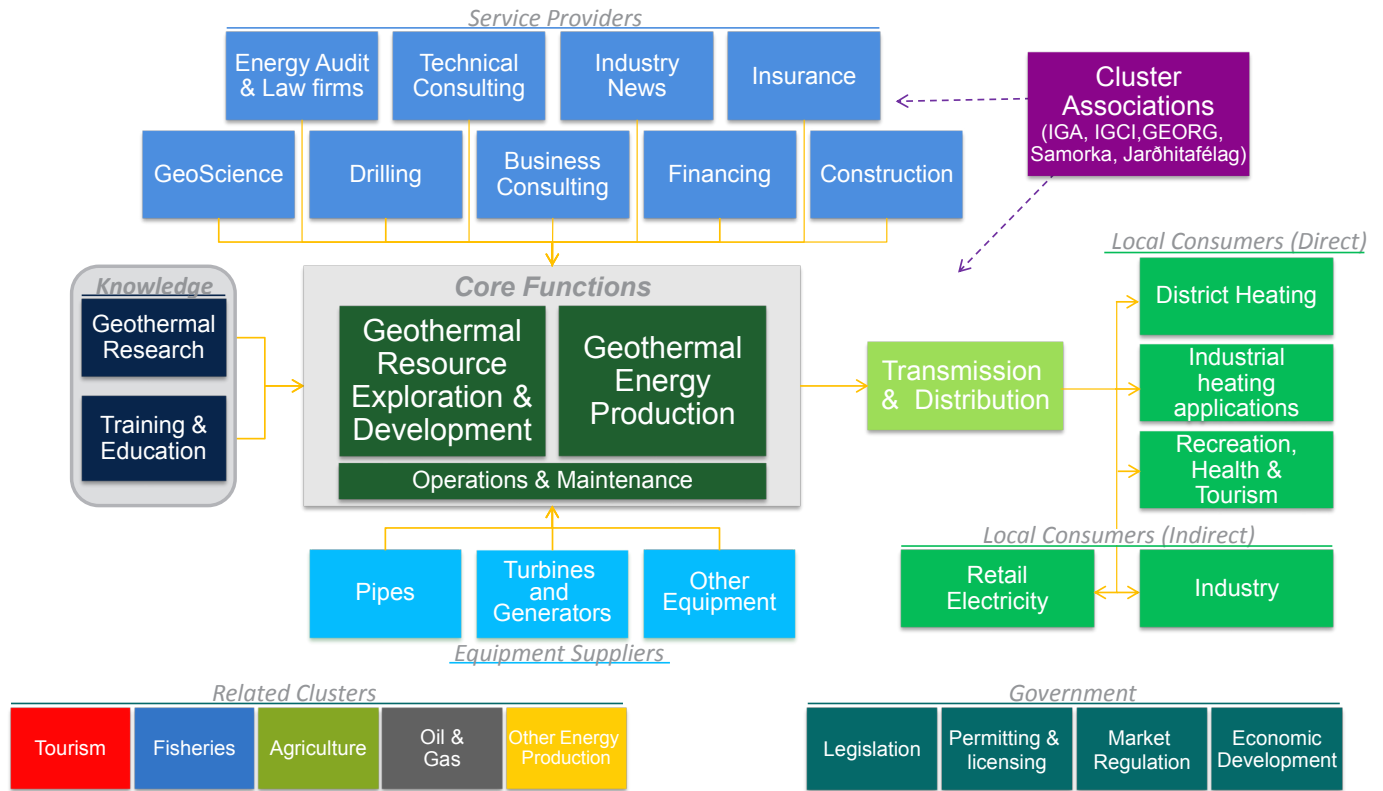 Service Providers
Energy Audit
& Law firms
Technical
Consulting
Industry
News
Insurance
Cluster
Associations
(IGA, IGCI,GEORG,
Samorka, Jarðhitafélag)
GeoScience
Drilling
Business
Consulting
Financing
Construction
Knowledge
Geothermal
Research
Training &
Education
Core Functions
Geothermal
Resource
Exploration &
Development
Geothermal
Energy
Production
Operations & Maintenance
Transmission
& Distribution
Local Consumers (Direct)
District Heating
Industrial
heating
applications
Recreation,
Health &
Tourism
Local Consumers (Indirect)
Retail
Electricity
Industry
Pipes
Turbines
and
Generators
Other
Equipment
Equipment Suppliers
Related Clusters
Tourism
Fisheries
Agriculture
Oil &
Gas
Other Energy
Production
Government
Legislation
Permitting &
licensing
Market
Regulation
Economic
Development